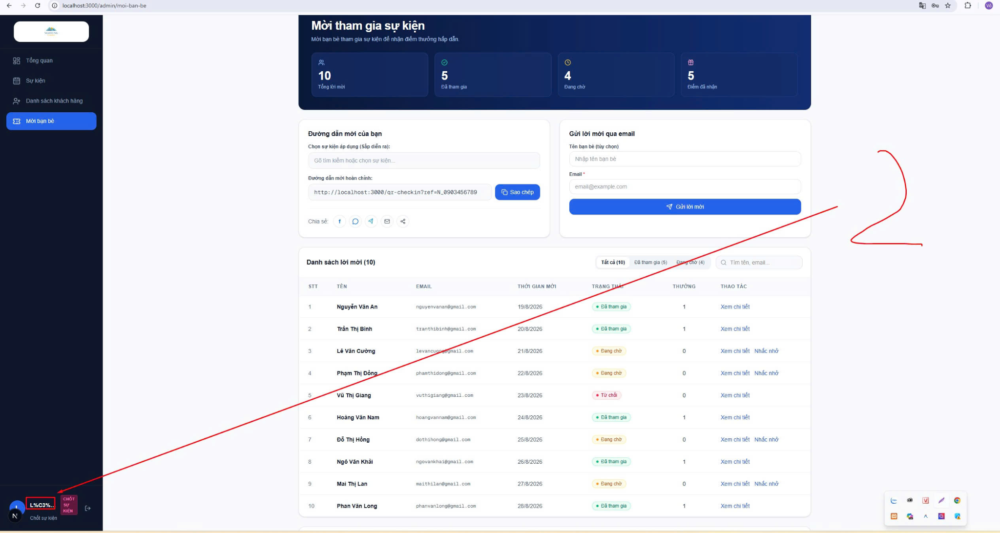 localhost:3000/admin/moi-ban-be
Võ
Tổng quan
Sự kiện
Danh sách khách hàng
Mời bạn bè
Mời tham gia sự kiện
Mời bạn bè tham gia sự kiện để nhận điểm thưởng hấp dẫn.
10
Tổng lời mời
5
Đã tham gia
4
Đang chờ
5
Điểm đã nhận
Đường dẫn mời của bạn
Chọn sự kiện áp dụng (Sắp diễn ra):
Gõ tìm kiếm hoặc chọn sự kiện...
Đường dẫn mời hoàn chỉnh:
http://localhost:3000/qr-checkin?ref=N_0903456789
Sao chép
Chia sẻ:
Gửi lời mời qua email
Tên bạn bè (tùy chọn)
Nhập tên bạn bè
Email *
email@example.com
Gửi lời mời
2
Danh sách lời mời (10)
Tất cả (10) Đã tham gia (5) Đang chờ (4)
Tìm tên, email...
STT TÊN EMAIL THỜI GIAN MỜI TRẠNG THÁI THƯỞNG THAO TÁC
1 Nguyễn Văn An nguyenvanan@gmail.com 19/8/2026 Đã tham gia 1 Xem chi tiết
2 Trần Thị Bình tranthibinh@gmail.com 20/8/2026 Đã tham gia 1 Xem chi tiết
3 Lê Văn Cường levancuong@gmail.com 21/8/2026 Đang chờ 0 Xem chi tiết Nhắc nhở
4 Phạm Thị Đồng phamthidong@gmail.com 22/8/2026 Đang chờ 0 Xem chi tiết Nhắc nhở
5 Vũ Thị Giang vuthigiang@gmail.com 23/8/2026 Từ chối 0 Xem chi tiết
6 Hoàng Văn Nam hoangvannam@gmail.com 24/8/2026 Đã tham gia 1 Xem chi tiết
7 Đỗ Thị Hồng dothihong@gmail.com 25/8/2026 Đang chờ 0 Xem chi tiết Nhắc nhở
8 Ngô Văn Khải ngovankhai@gmail.com 26/8/2026 Đã tham gia 1 Xem chi tiết
9 Mai Thị Lan maithilan@gmail.com 27/8/2026 Đang chờ 0 Xem chi tiết Nhắc nhở
10 Phan Văn Long phanvanlong@gmail.com 28/8/2026 Đã tham gia 1 Xem chi tiết
N
L%C3%...
CHỐT
SỰ
KIỆN
Chốt sự kiện